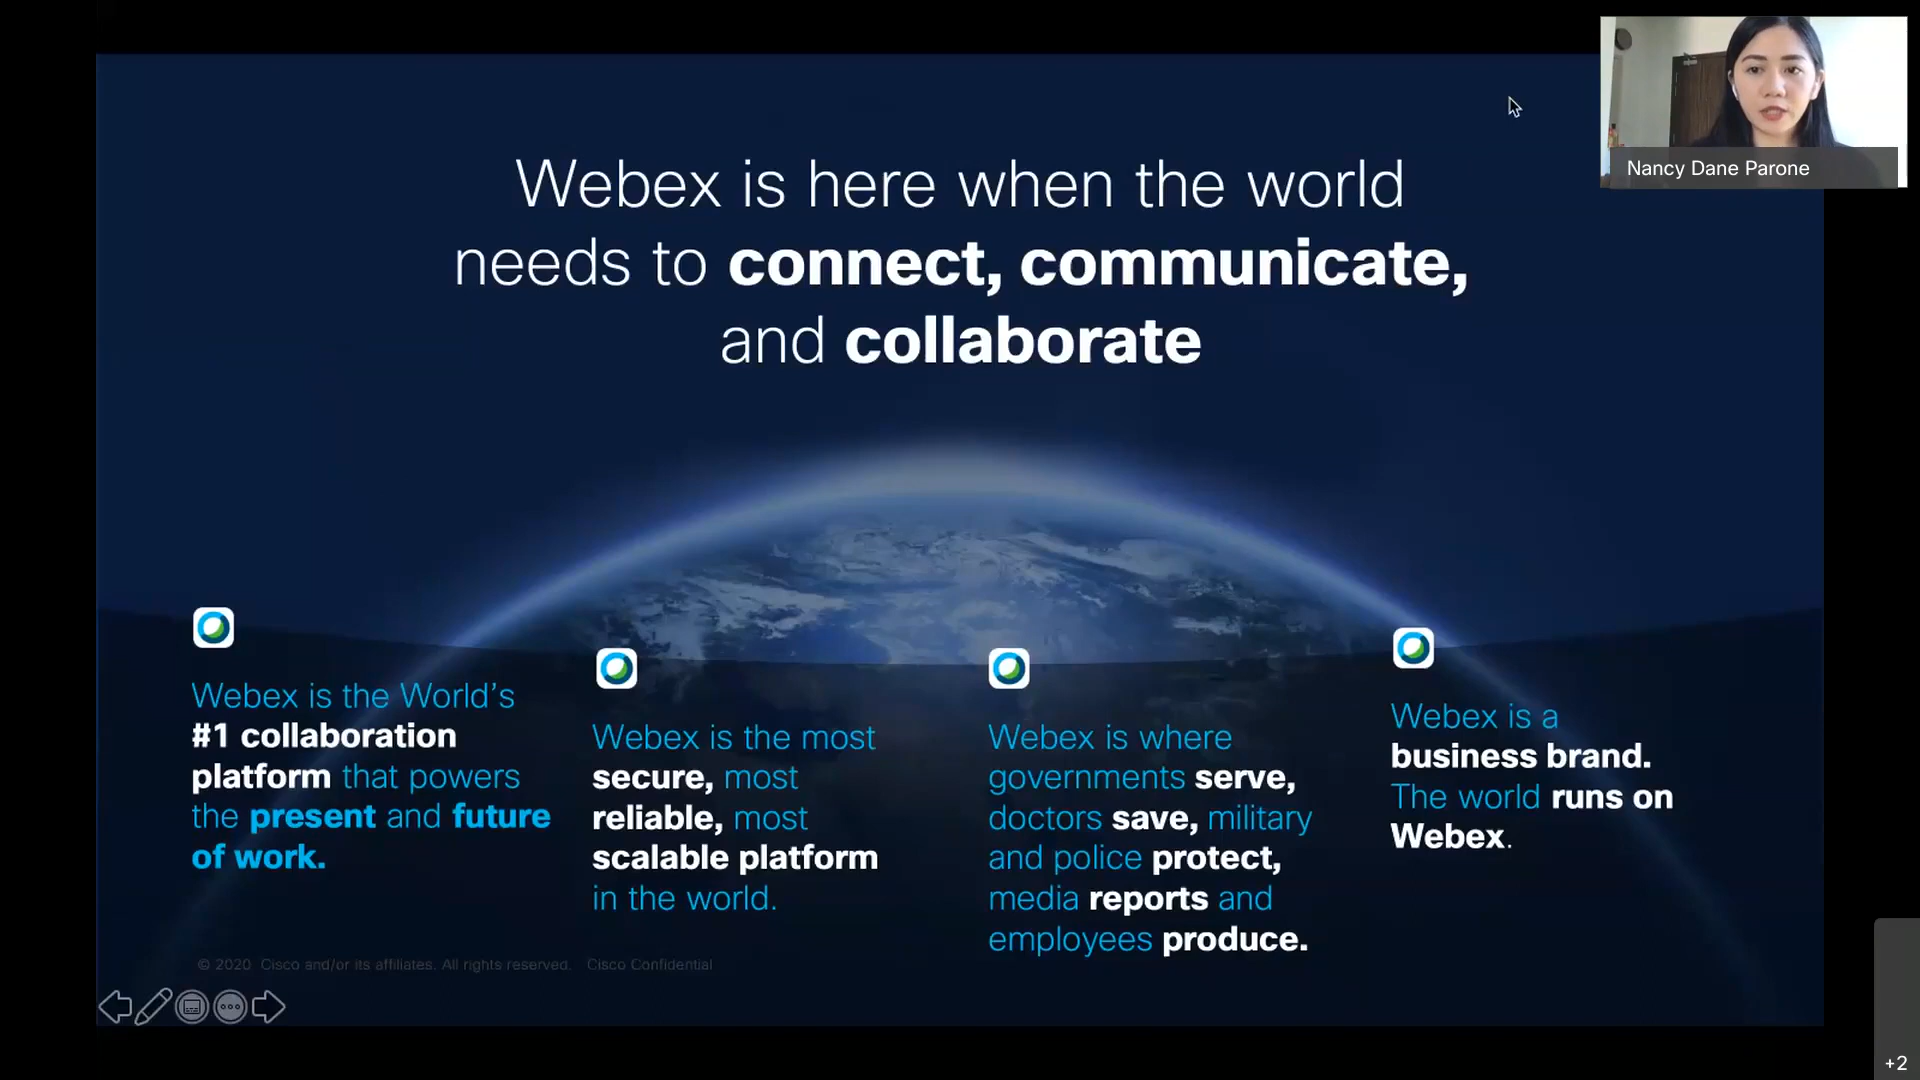 Nancy Dane Parone
Webex is here when the world
needs to connect, communicate,
and collaborate
Webex is the World’s
#1 collaboration
platform that powers
the present and future
of work.
Webex is the most
secure, most
reliable, most
scalable platform
in the world.
Webex is where
governments serve,
doctors save, military
and police protect,
media reports and
employees produce.
Webex is a
business brand.
The world runs on
Webex.
© 2020 Cisco and/or its affiliates. All rights reserved. Cisco Confidential
+2